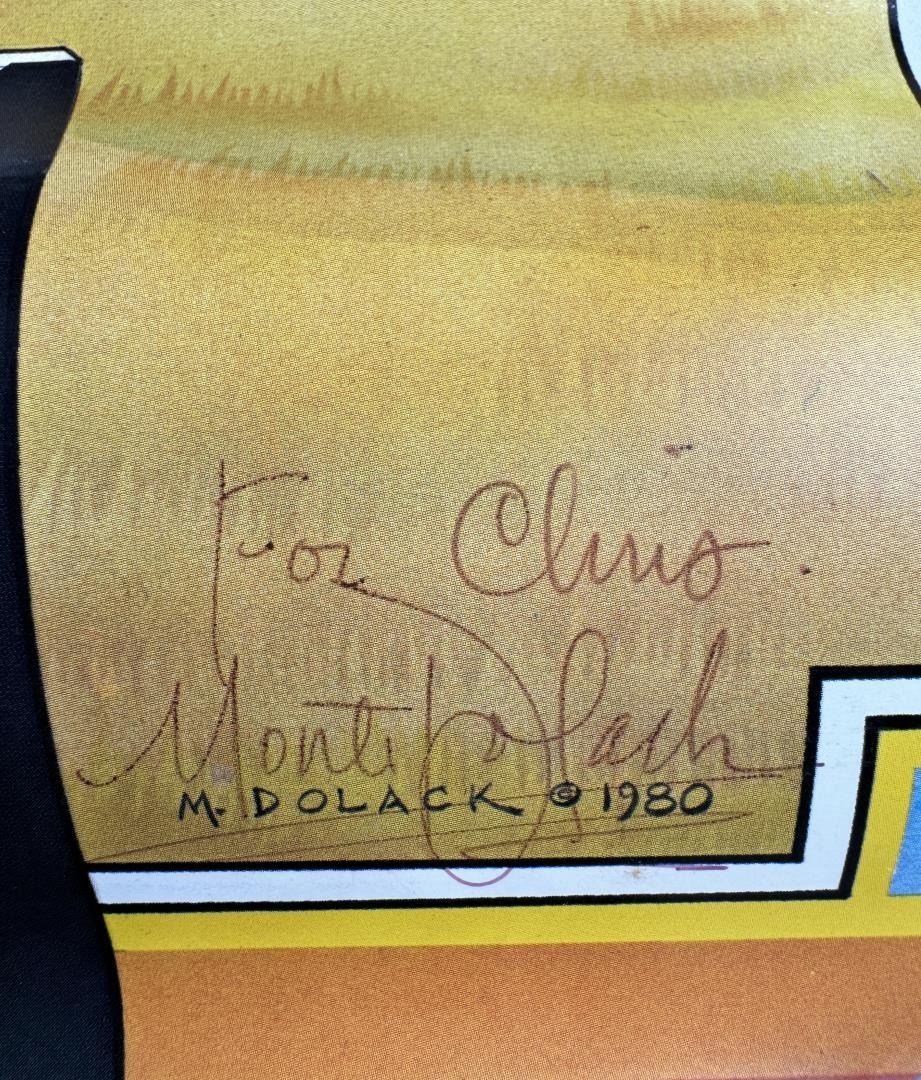 For Chris
Monte Dolack
M. DOLACK © 1980